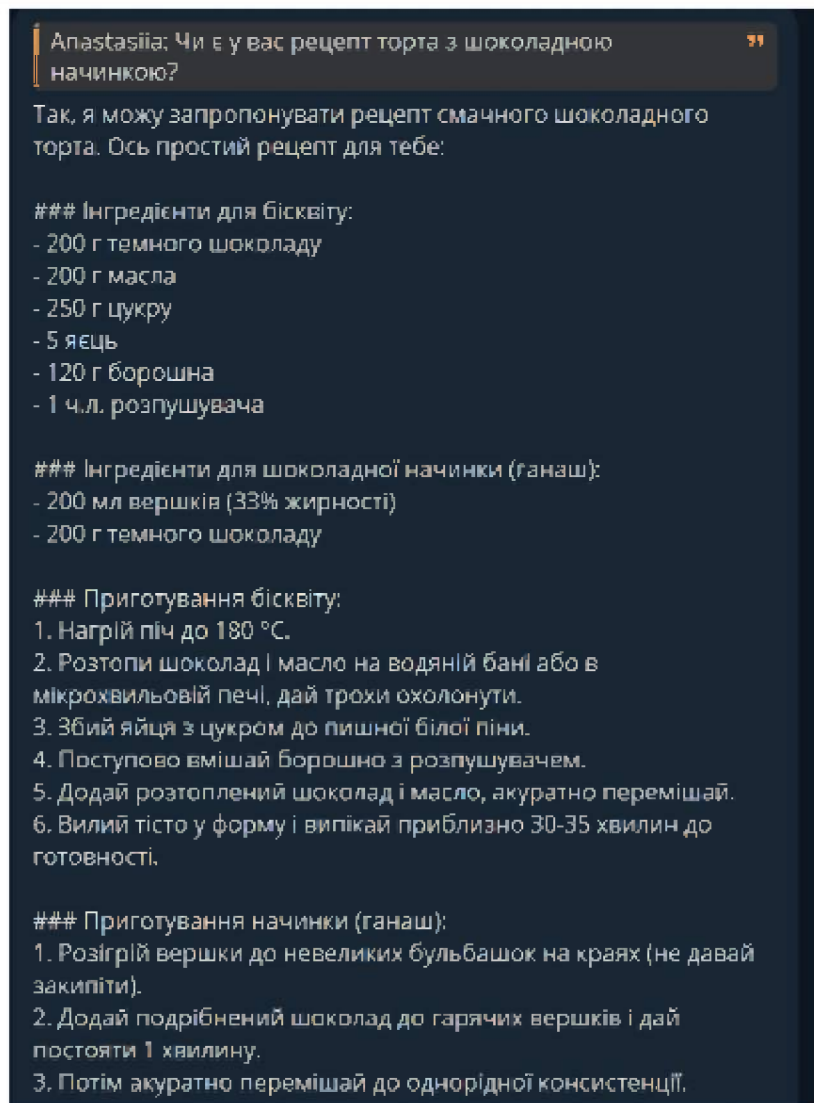 Anastasiia: Чи є у вас рецепт торта з шоколадною
начинкою?
Так, я можу запропонувати рецепт смачного шоколадного
торта. Ось простий рецепт для тебе:
### Інгредієнти для бісквіту:
- 200 г темного шоколаду
- 200 г масла
- 250 г цукру
- 5 яєць
- 120 г борошна
- 1 ч.л. розпушувача
### Інгредієнти для шоколадної начинки (ганаш):
- 200 мл вершків (33% жирності)
- 200 г темного шоколаду
### Приготування бісквіту:
1. Нагрій піч до 180 °C.
2. Розтопи шоколад і масло на водяній бані або в
мікрохвильовій печі, дай трохи охолонути.
3. Збий яйця з цукром до пишної білої піни.
4. Поступово вмішай борошно з розпушувачем.
5. Додай розтоплений шоколад і масло, акуратно перемішай.
6. Вилий тісто у форму і випікай приблизно 30-35 хвилин до
готовності.
### Приготування начинки (ганаш):
1. Розігрій вершки до невеликих бульбашок на краях (не давай
закипіти).
2. Додай подрібнений шоколад до гарячих вершків і дай
постояти 1 хвилину.
3. Потім акуратно перемішай до однорідної консистенції.